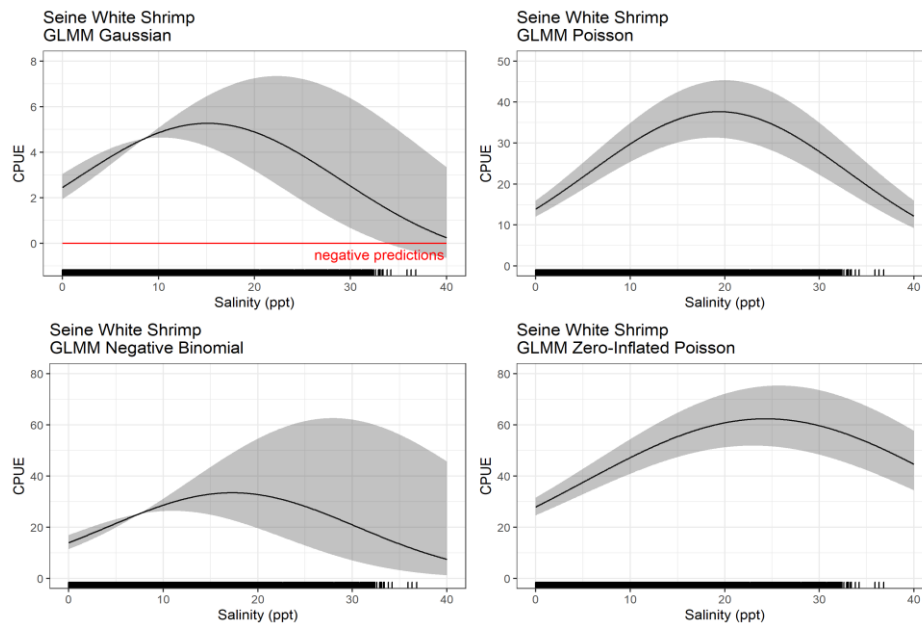 Seine White Shrimp
GLMM Gaussian
8
6
4
2
0
CPUE
negative predictions
0
10
20
30
40
Salinity (ppt)
Seine White Shrimp
GLMM Poisson
50
40
30
20
10
0
CPUE
0
10
20
30
40
Salinity (ppt)
Seine White Shrimp
GLMM Negative Binomial
80
60
40
20
0
CPUE
0
10
20
30
40
Salinity (ppt)
Seine White Shrimp
GLMM Zero-Inflated Poisson
80
60
40
20
0
CPUE
0
10
20
30
40
Salinity (ppt)